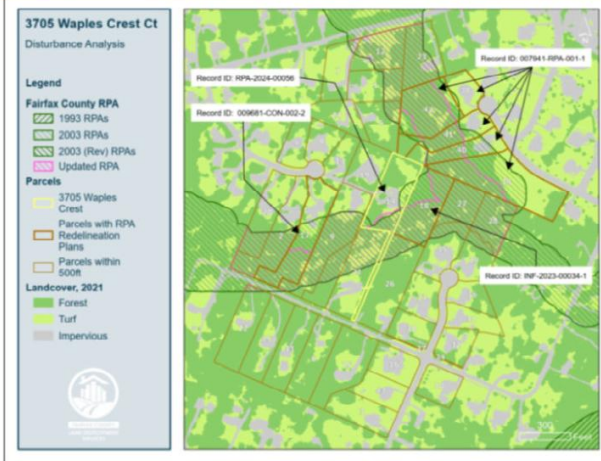 3705 Waples Crest Ct
Disturbance Analysis
Legend
Fairfax County RPA
1993 RPAs
2003 RPAs
2003 (Rev) RPAs
Updated RPA
Parcels
3705 Waples
Crest
Parcels with RPA
Redelineation
Plans
Parcels within
500ft
Landcover, 2021
Forest
Turf
Impervious
Record ID: 007941-RPA-001-1
Record ID: RPA-2024-00056
Record ID: 009681-CON-002-2
Record ID: INF-2023-00034-1
Feet